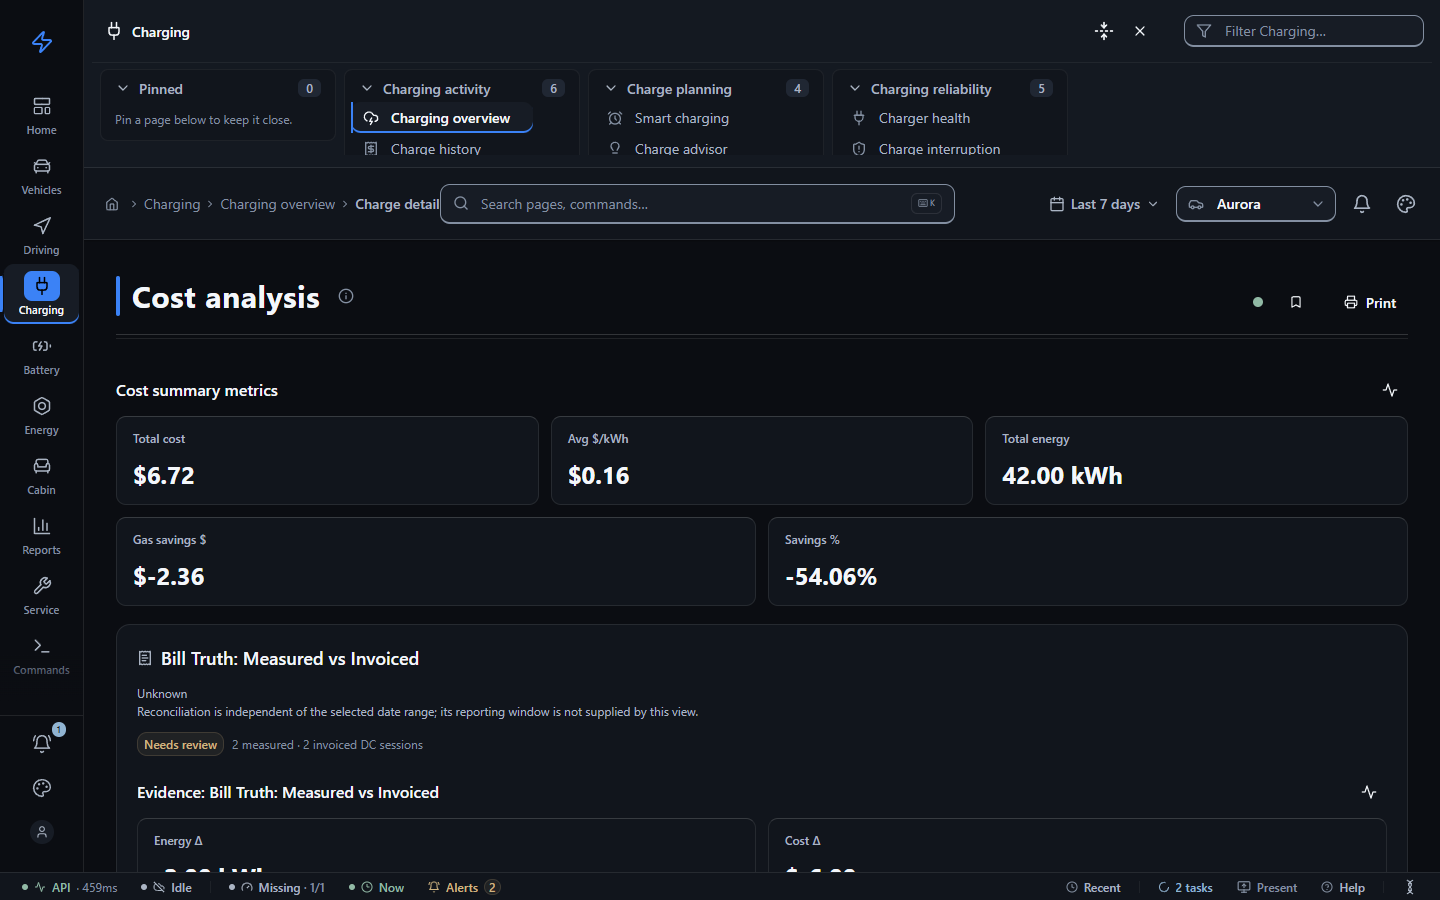 Charging
Filter Charging...
Home
Vehicles
Driving
Charging
Battery
Energy
Cabin
Reports
Service
Commands
1
Pinned 0
Pin a page below to keep it close.
Charging activity 6
Charging overview
Charge history
Charge planning 4
Smart charging
Charge advisor
Charging reliability 5
Charger health
Charge interruption
Charging > Charging overview > Charge detail
Search pages, commands...
K
Last 7 days
Aurora
Cost analysis
Print
Cost summary metrics
Total cost
$6.72
Avg $/kWh
$0.16
Total energy
42.00 kWh
Gas savings $
$-2.36
Savings %
-54.06%
Bill Truth: Measured vs Invoiced
Unknown
Reconciliation is independent of the selected date range; its reporting window is not supplied by this view.
Needs review 2 measured · 2 invoiced DC sessions
Evidence: Bill Truth: Measured vs Invoiced
Energy Δ
Cost Δ
API · 459ms
Idle
Missing · 1/1
Now
Alerts 2
Recent
2 tasks
Present
Help